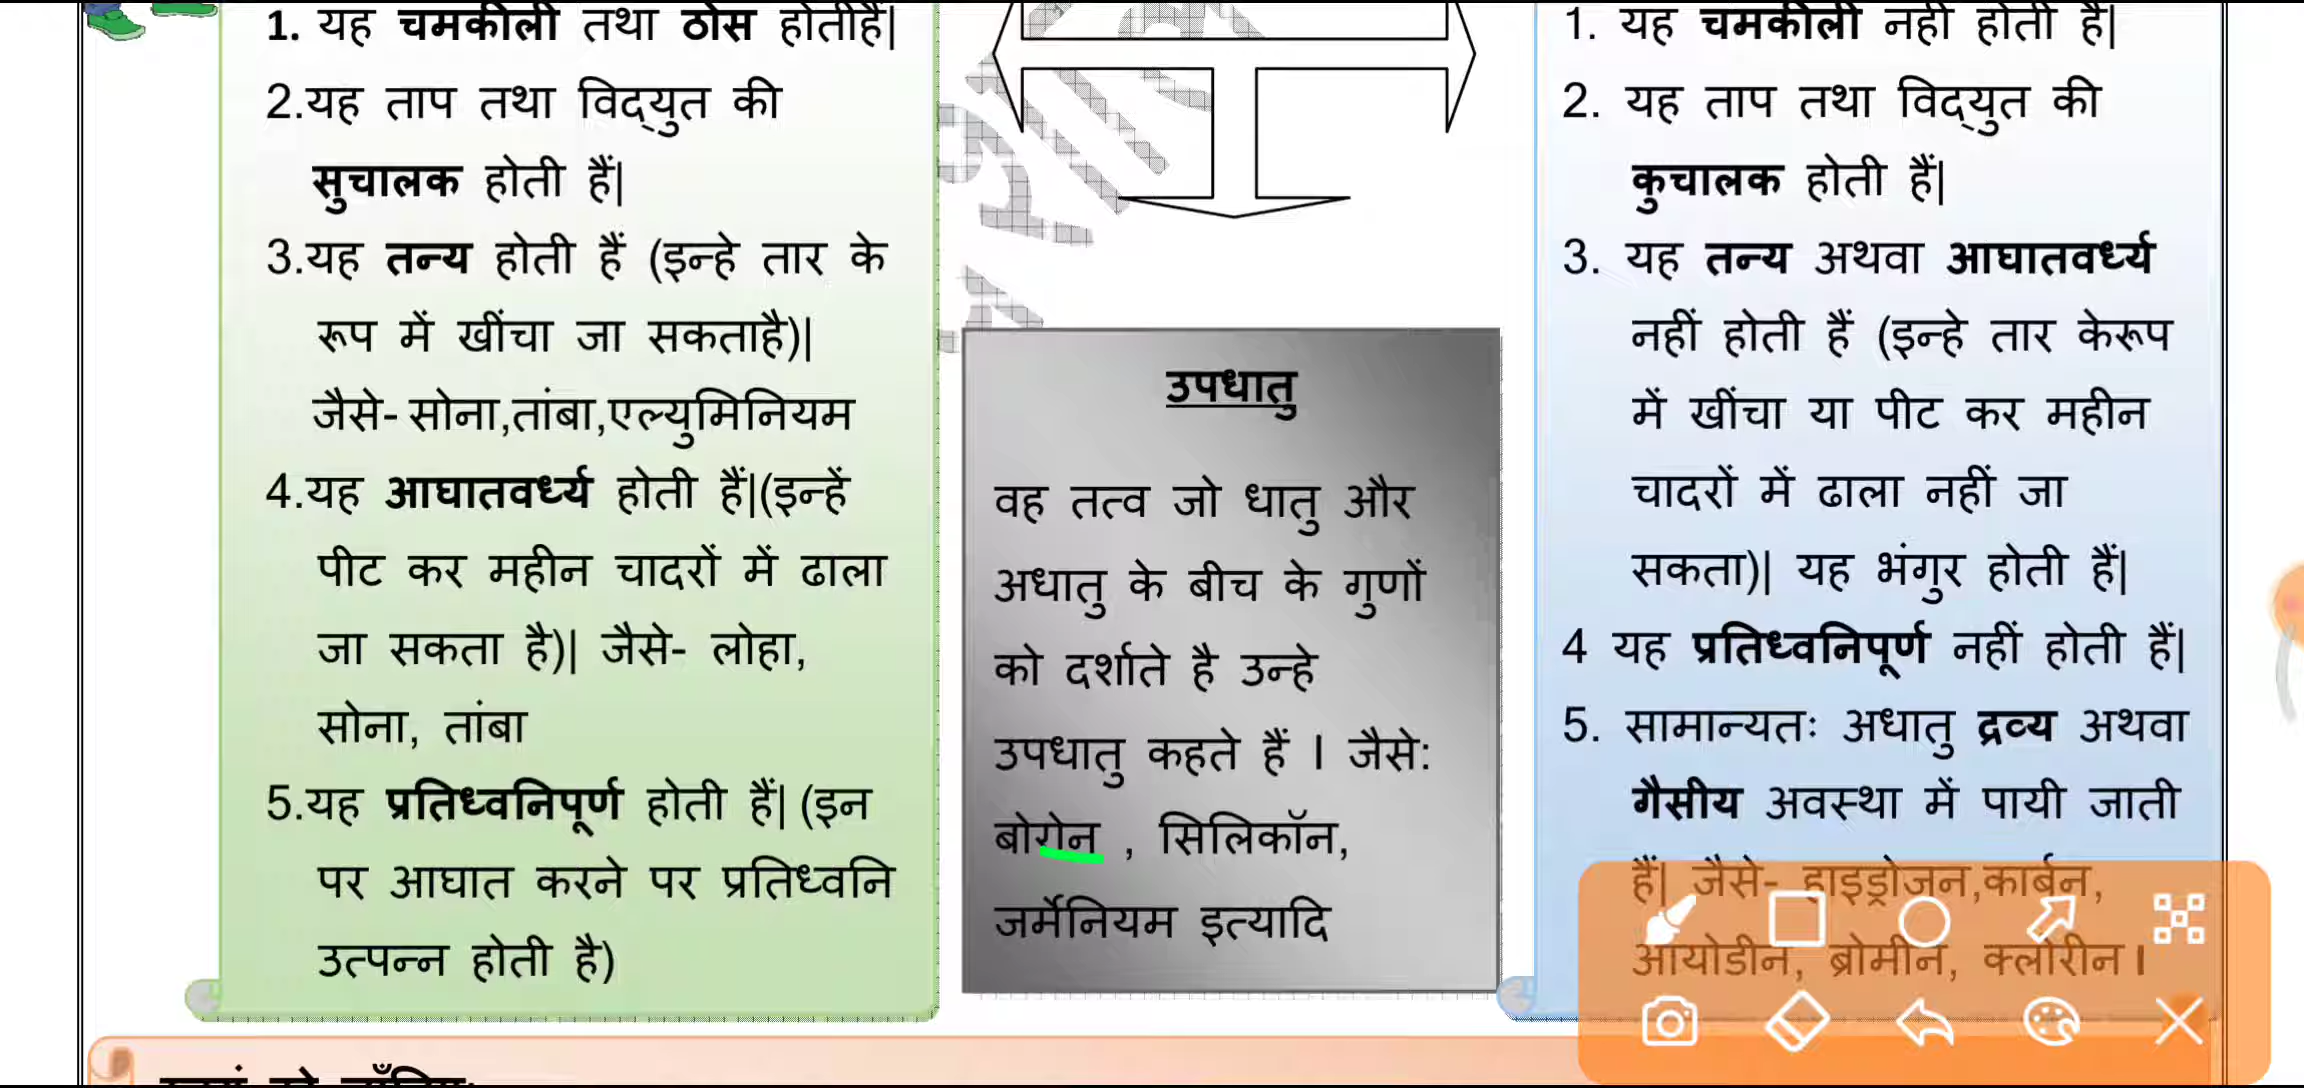 1. यह चमकीली तथा ठोस होतीहैं|
2.यह ताप तथा विद्युत की
सुचालक होती हैं|
3.यह तन्य होती हैं (इन्हे तार के
रूप में खींचा जा सकताहै)|
जैसे- सोना,तांबा,एल्युमिनियम
4.यह आघातवर्ध्य होती हैं|(इन्हें
पीट कर महीन चादरों में ढाला
जा सकता है)| जैसे- लोहा,
सोना, तांबा
5.यह प्रतिध्वनिपूर्ण होती हैं| (इन
पर आघात करने पर प्रतिध्वनि
उत्पन्न होती है)
उपधातु
वह तत्व जो धातु और
अधातु के बीच के गुणों
को दर्शाते है उन्हे
उपधातु कहते हैं । जैसे:
बोरोन , सिलिकॉन,
जर्मेनियम इत्यादि
1. यह चमकीली नहीं होती हैं|
2. यह ताप तथा विद्युत की
कुचालक होती हैं|
3. यह तन्य अथवा आघातवर्ध्य
नहीं होती हैं (इन्हे तार केरूप
में खींचा या पीट कर महीन
चादरों में ढाला नहीं जा
सकता)| यह भंगुर होती हैं|
4 यह प्रतिध्वनिपूर्ण नहीं होती हैं|
5. सामान्यतः अधातु द्रव्य अथवा
गैसीय अवस्था में पायी जाती
हैं| जैसे- हाइड्रोजन,कार्बन,
आयोडीन, ब्रोमीन, क्लोरीन ।